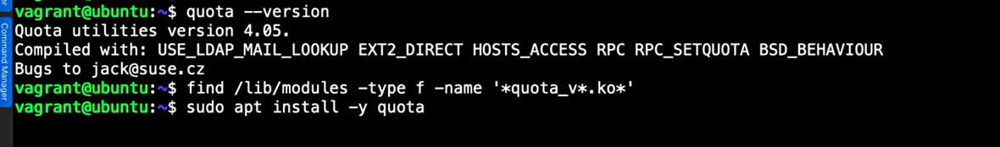 vagrant@ubuntu:~$ quota --version
Quota utilities version 4.05.
Compiled with: USE_LDAP_MAIL_LOOKUP EXT2_DIRECT HOSTS_ACCESS RPC RPC_SETQUOTA BSD_BEHAVIOUR
Bugs to jack@suse.cz
vagrant@ubuntu:~$ find /lib/modules -type f -name '*quota_v*.ko*'
vagrant@ubuntu:~$ sudo apt install -y quota
Command Manager